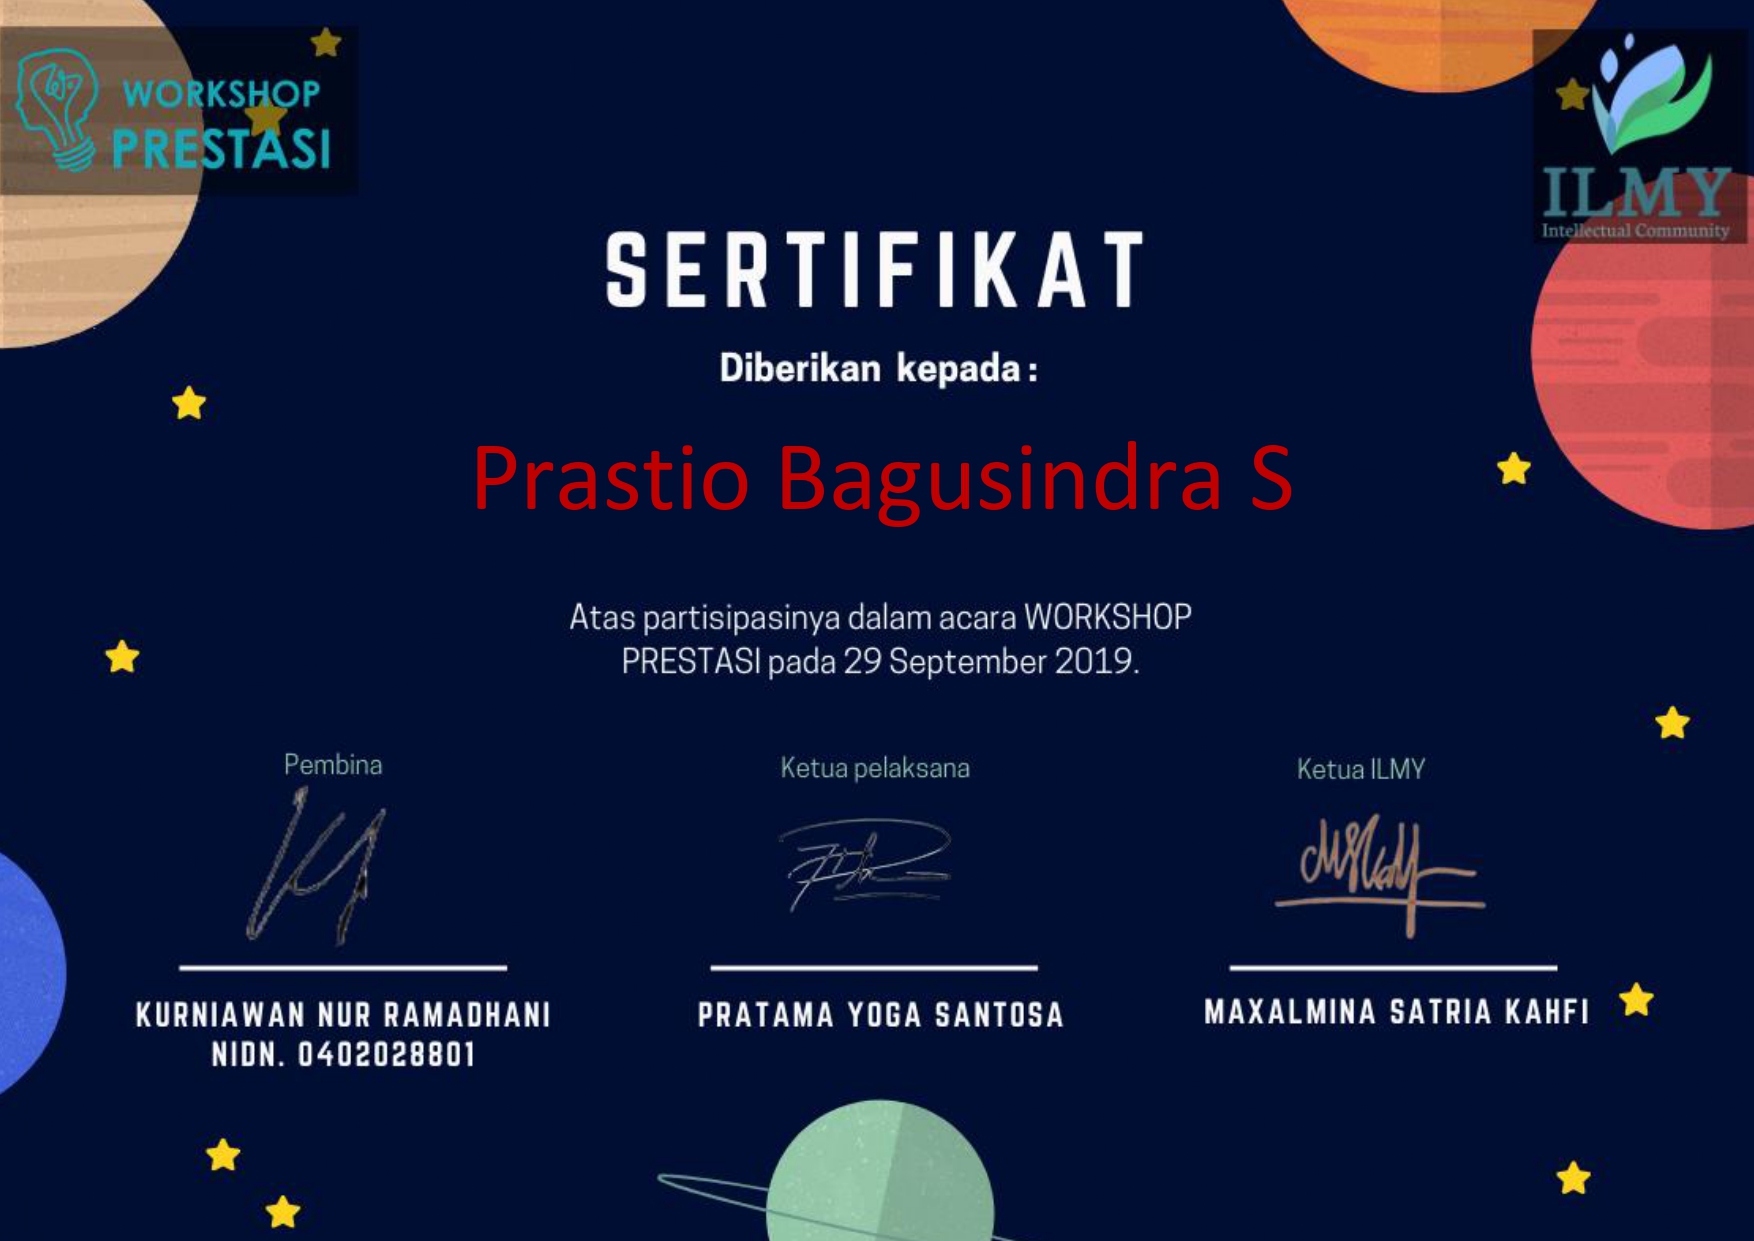 WORKSHOP
PRESTASI
ILMY
Intellectual Community
SERTIFIKAT
Diberikan kepada :
Prastio Bagusindra S
Atas partisipasinya dalam acara WORKSHOP
PRESTASI pada 29 September 2019.
Pembina
KURNIAWAN NUR RAMADHANI
NIDN. 0402028801
Ketua pelaksana
PRATAMA YOGA SANTOSA
Ketua ILMY
MAXALMINA SATRIA KAHFI